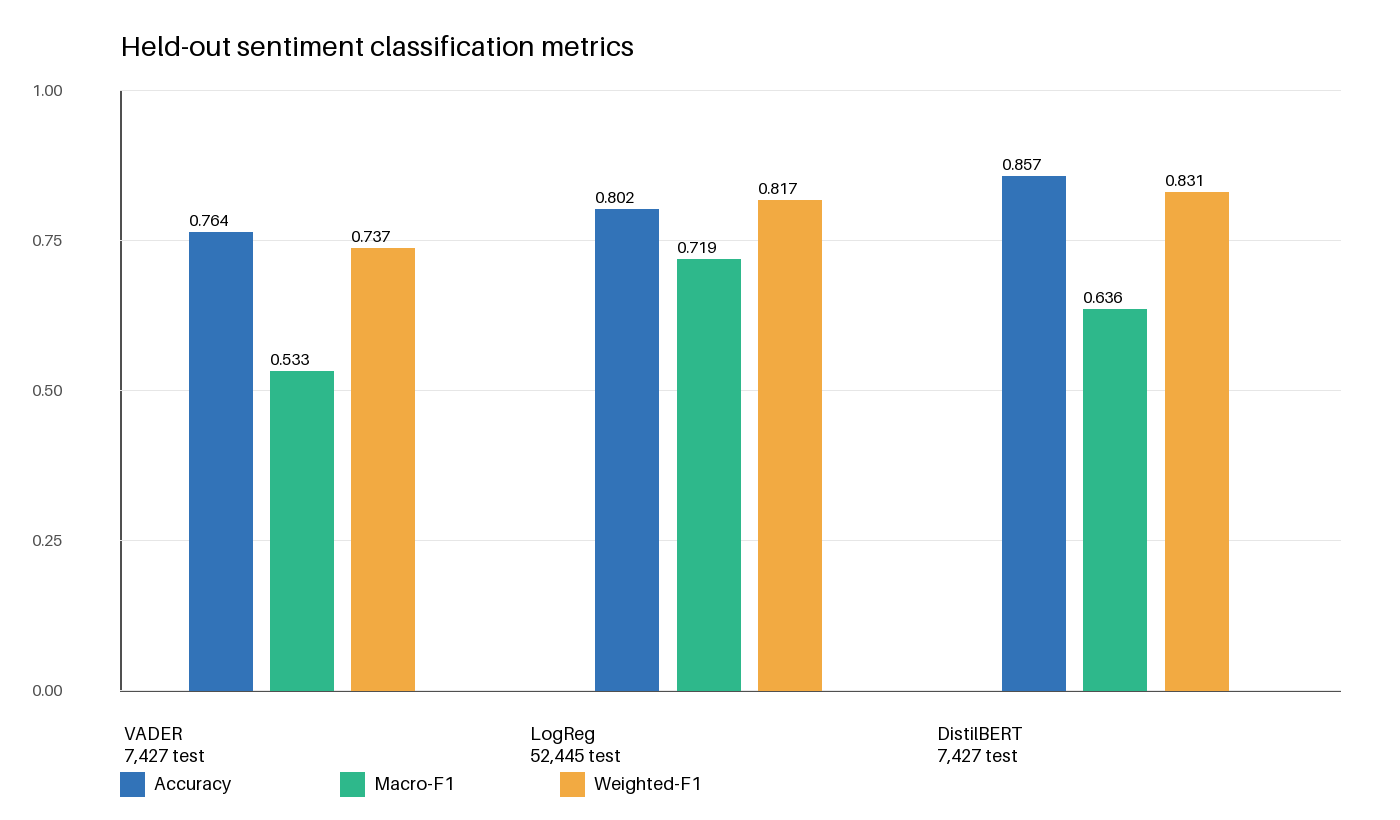 Held-out sentiment classification metrics
1.00
0.75
0.50
0.25
0.00
0.764
0.533
0.737
0.802
0.719
0.817
0.857
0.636
0.831
VADER
7,427 test
LogReg
52,445 test
DistilBERT
7,427 test
Accuracy
Macro-F1
Weighted-F1